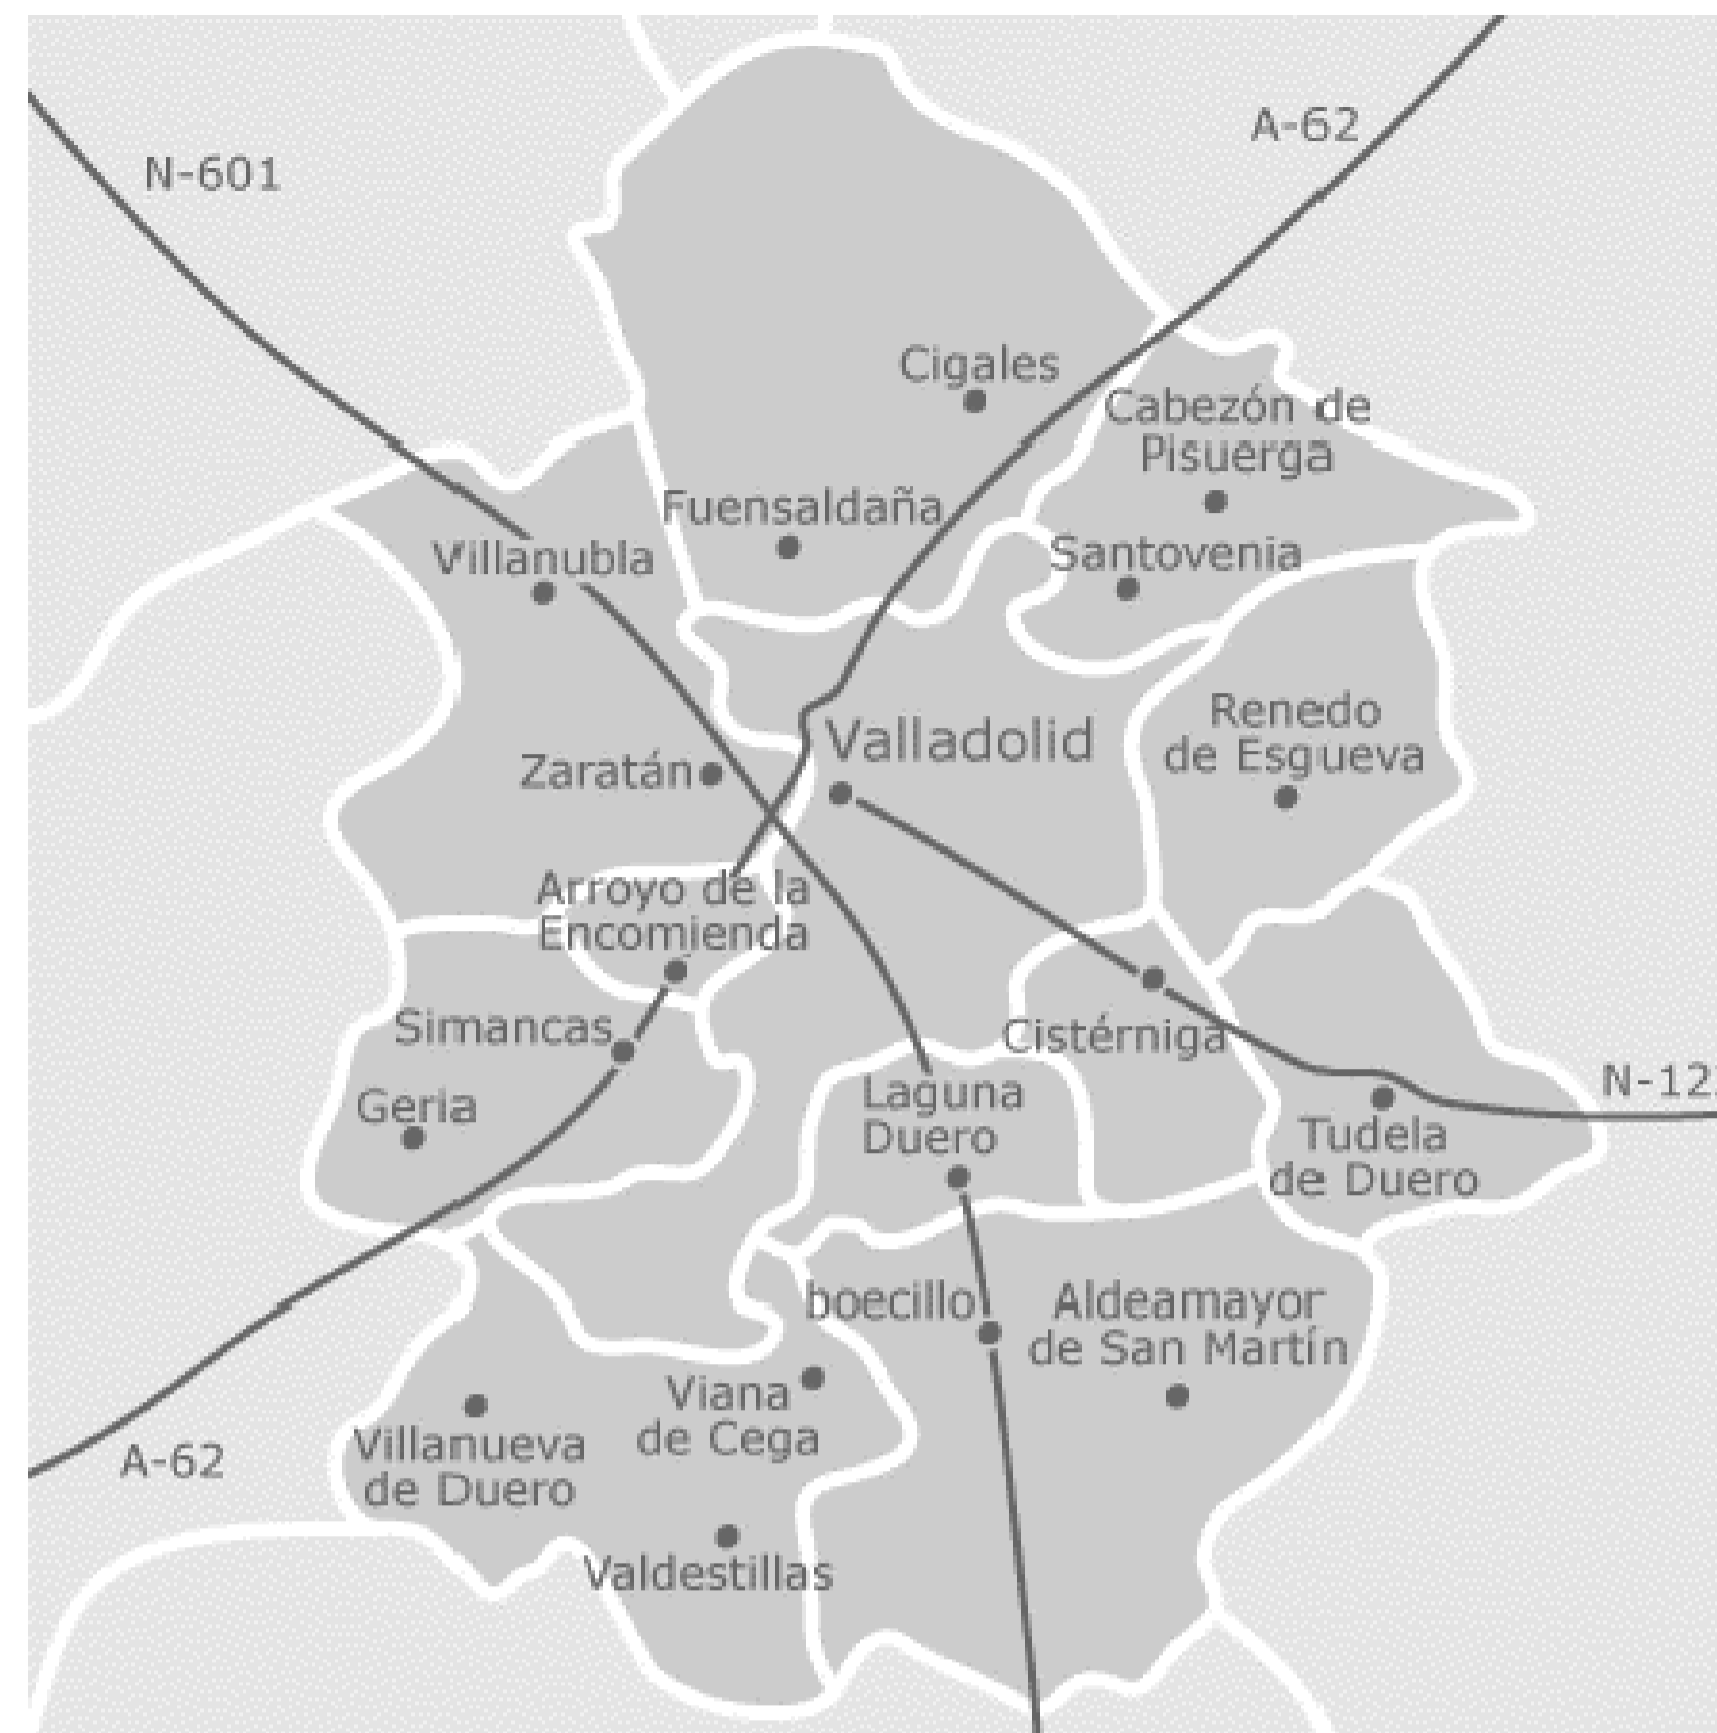 A-62
N-601
Cigales
Cabezón de
Pisuerga
Fuensaldaña
Santovenia
Villanubla
Renedo
de Esgueva
Valladolid
Zaratán
Arroyo de la
Encomienda
Simancas
Cistérniga
Geria
Laguna
Duero
N-12
Tudela
de Duero
boecillo
Aldeamayor
de San Martín
Viana
de Cega
Villanueva
de Duero
A-62
Valdestillas